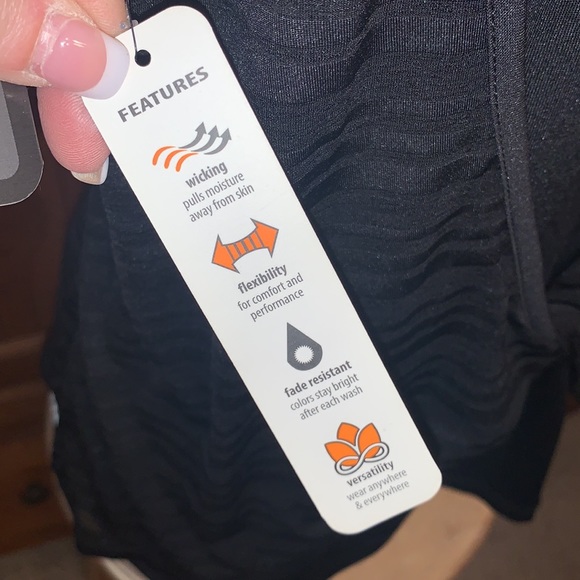 FEATURES
wicking
pulls moisture
away from skin
flexibility
for comfort and
performance
fade resistant
colors stay bright
after each wash
versatility
wear anywhere
& everywhere